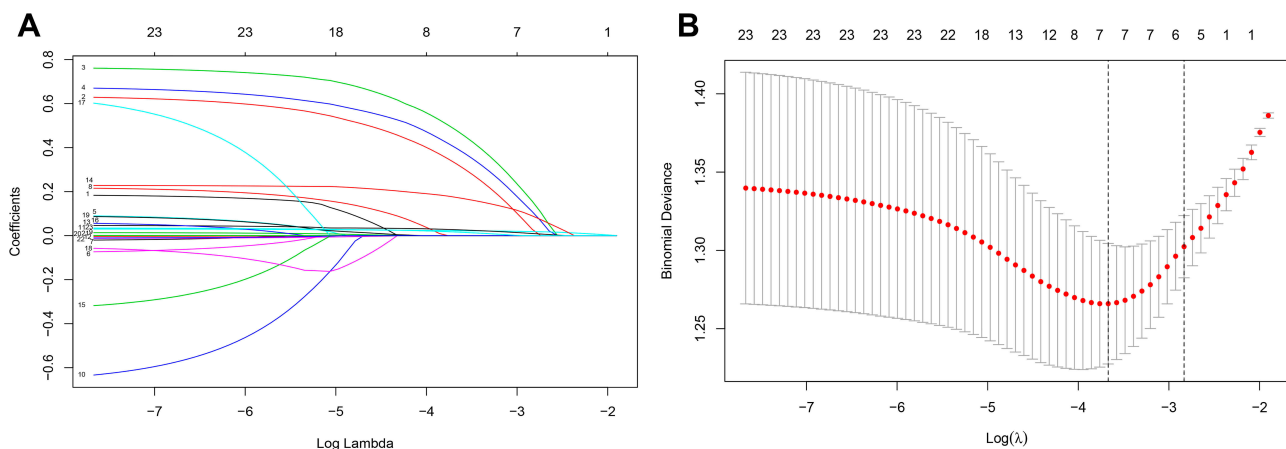 A
23 23 18 8 7 1
0.8
0.6
0.4
0.2
0.0
−0.2
−0.4
−0.6
Coefficients
3
4
2
17
14
8
1
5
19
16
13
18
6
15
10
−7 −6 −5 −4 −3 −2
Log Lambda
B
23 23 23 23 23 23 22 18 13 12 8 7 7 7 6 5 1 1
1.40
1.35
1.30
1.25
Binomial Deviance
−7 −6 −5 −4 −3 −2
Log(λ)